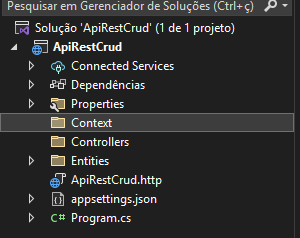 Pesquisar em Gerenciador de Soluções (Ctrl+ç)
Solução 'ApiRestCrud' (1 de 1 projeto)
ApiRestCrud
Connected Services
Dependências
Properties
Context
Controllers
Entities
ApiRestCrud.http
appsettings.json
C# Program.cs